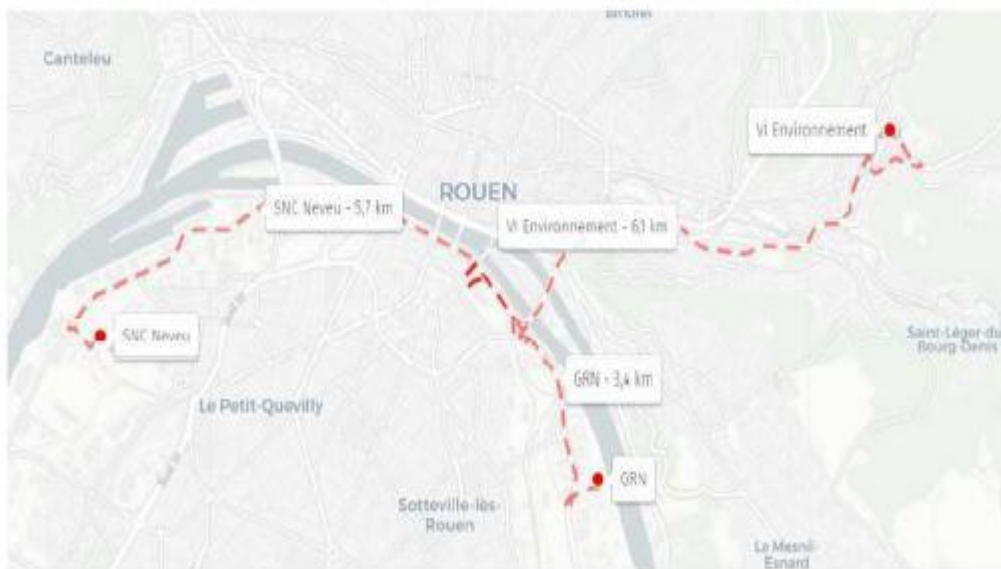 Canteleu
VI Environnement
ROUEN
SNC Neveu - 5,7 km
VI Environnement - 6,1 km
SNC Neveu
Saint-Léger-du-
Bourg-Denis
GRN - 3,4 km
Le Petit-Quevilly
GRN
Sotteville-lès-
Rouen
Le Mesnil-
Esnard